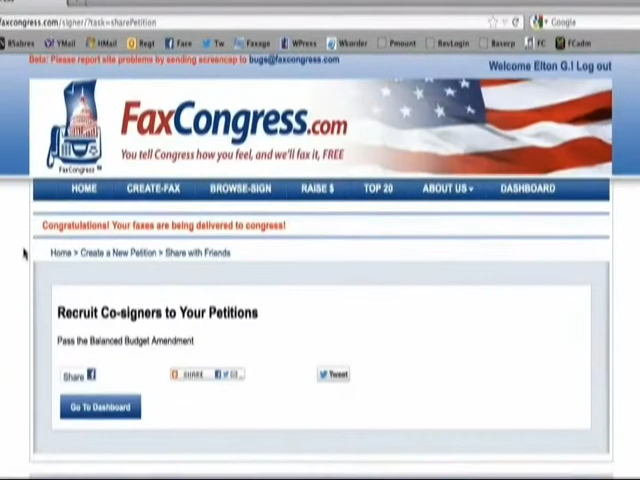 faxcongress.com/signer/?task=sharePetition
Google
BSabres YMail HMail Regt Face Tw Faxage WPress Wkorder Pmount RevLogin Raserp FC FCadm
Beta: Please report site problems by sending screencap to bugs@faxcongress.com
Welcome Elton G.! Log out
FaxCongress.com
You tell Congress how you feel, and we'll fax it, FREE
FaxCongress
HOME CREATE-FAX BROWSE-SIGN RAISE $ TOP 20 ABOUT US DASHBOARD
Congratulations! Your faxes are being delivered to congress!
Home > Create a New Petition > Share with Friends
Recruit Co-signers to Your Petitions
Pass the Balanced Budget Amendment
Share SHARE Tweet
Go To Dashboard